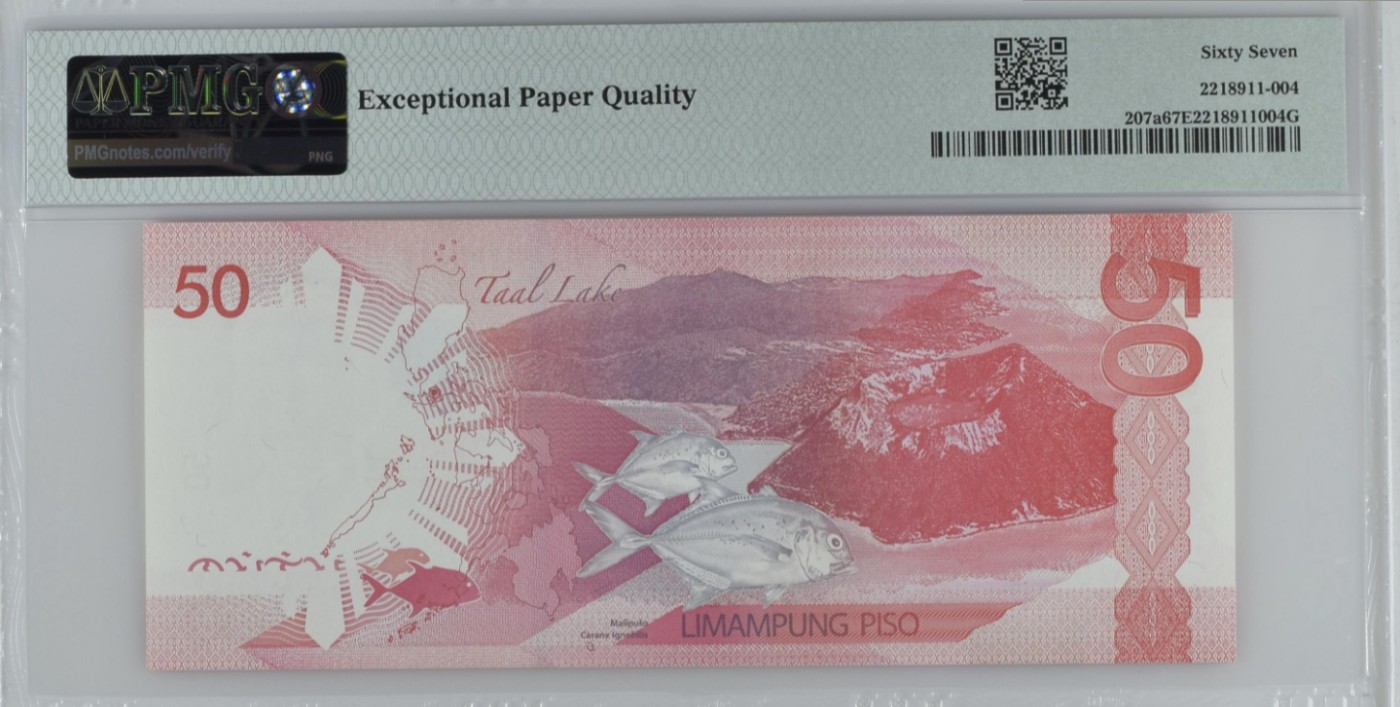 PMG
PMGnotes.com/verify
PNG
Exceptional Paper Quality
Sixty Seven
2218911-004
207a67E2218911004G
50
Taal Lake
50
Maliputo
Caranx ignobilis
G
LIMAMPUNG PISO